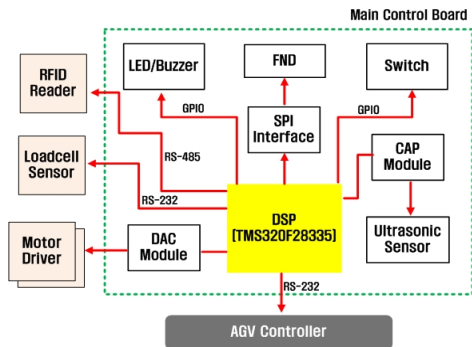 Main Control Board
RFID
Reader
LED/Buzzer
FND
Switch
GPIO
GPIO
SPI
Interface
RS-485
Loadcell
Sensor
CAP
Module
RS-232
DSP
[TMS320F28335]
Motor
Driver
DAC
Module
Ultrasonic
Sensor
RS-232
AGV Controller